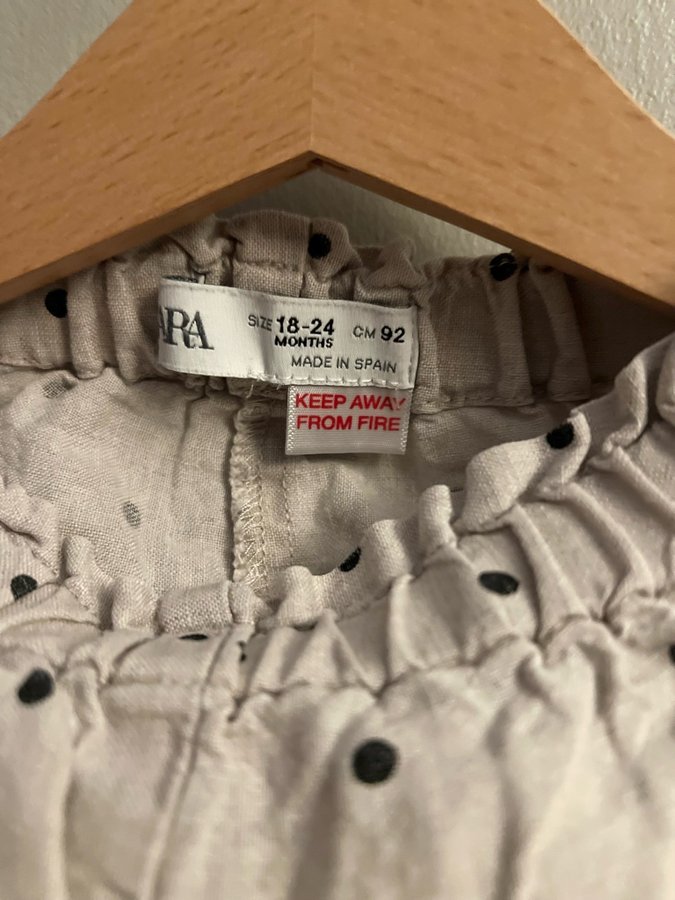 ARA
SIZE 18-24 MONTHS CM 92
MADE IN SPAIN
KEEP AWAY
FROM FIRE